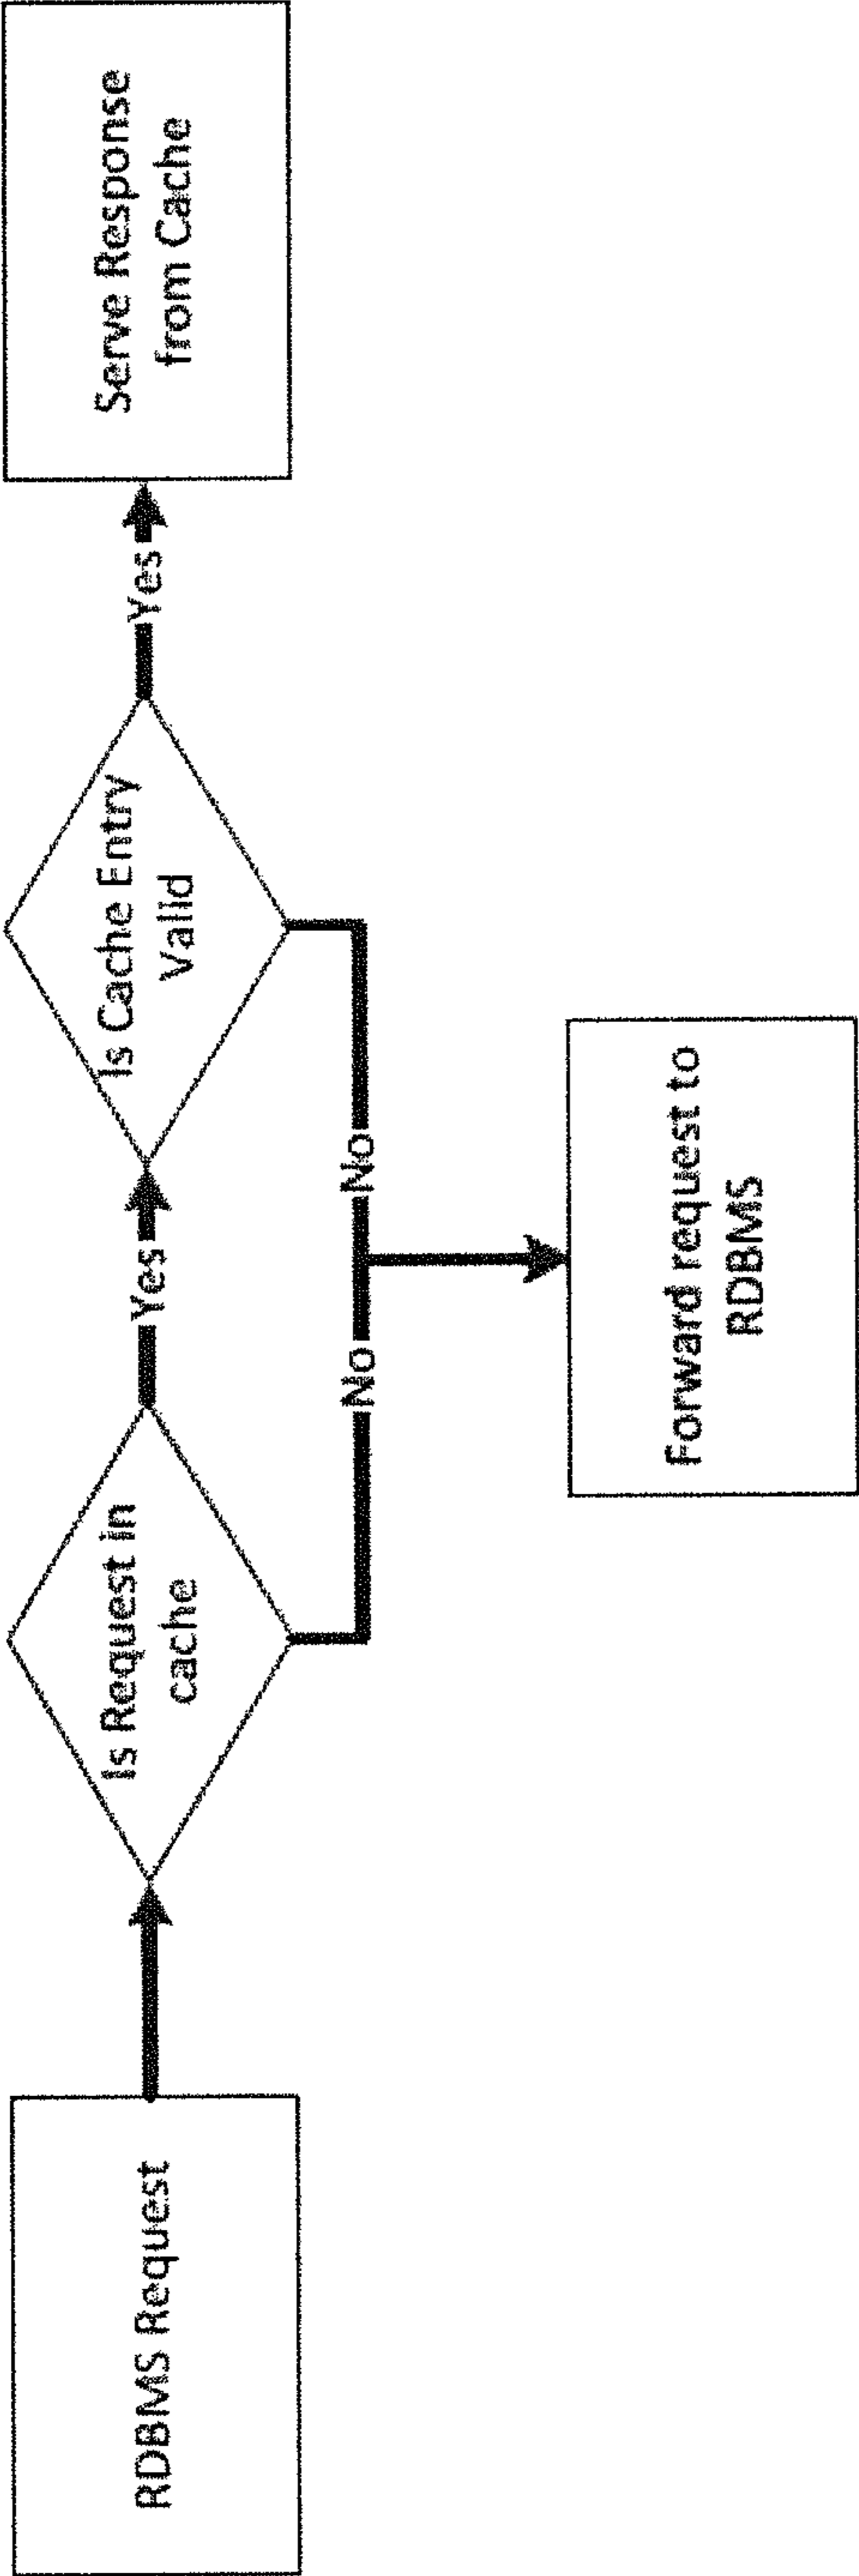 RDBMS Request
Is Request in
cache
Yes
Is Cache Entry
Valid
Yes
Serve Response
from Cache
No
No
Forward request to
RDBMS